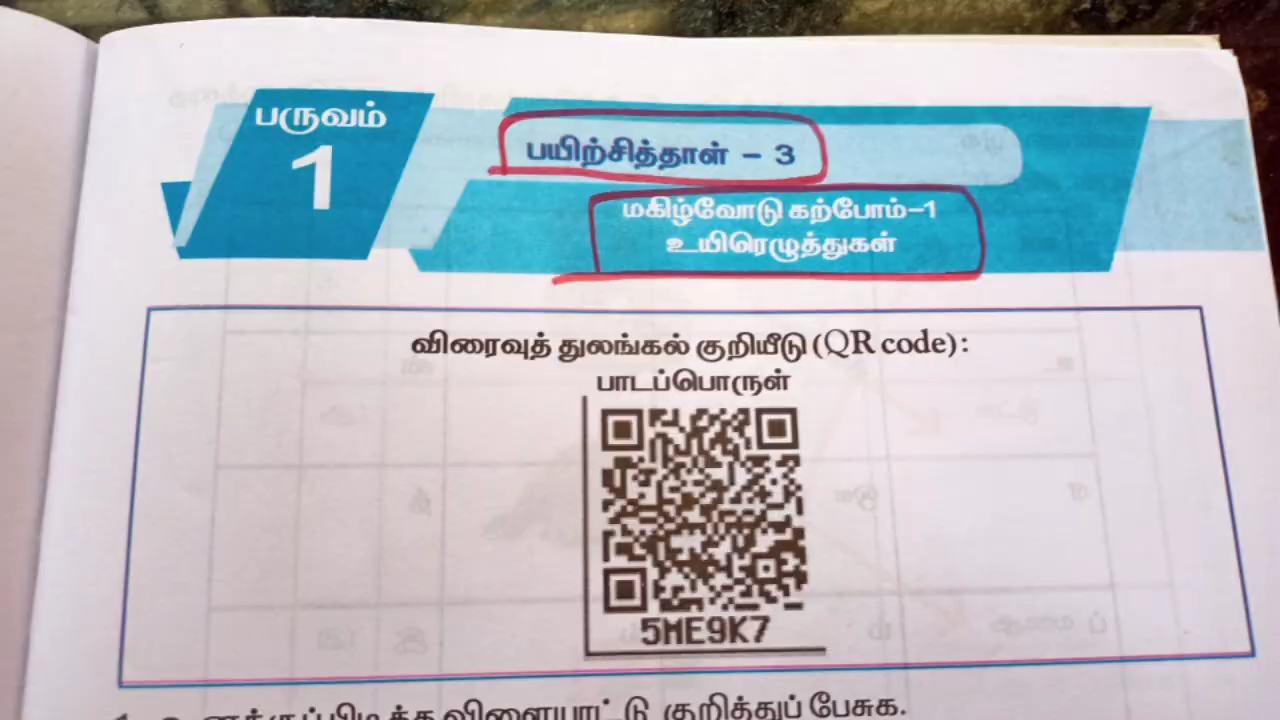 பருவம்
1
பயிற்சித்தாள் – 3
மகிழ்வோடு கற்போம்–1
உயிரெழுத்துகள்
விரைவுத் துலங்கல் குறியீடு (QR code):
பாடப்பொருள்
5ME9K7
குறித்துப் பேசுக.